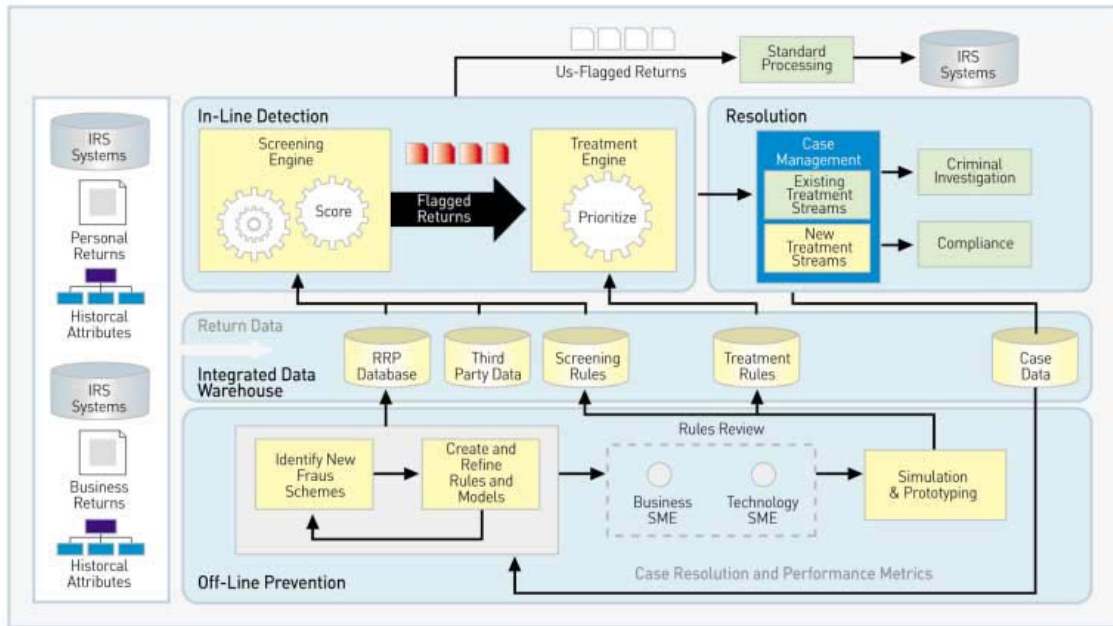 Us-Flagged Returns
Standard
Processing
IRS
Systems
IRS
Systems
Personal
Returns
Historcal
Attributes
IRS
Systems
Business
Returns
Historcal
Attributes
In-Line Detection
Screening
Engine
Score
Flagged
Returns
Treatment
Engine
Prioritize
Resolution
Case
Management
Existing
Treatment
Streams
New
Treatment
Streams
Criminal
Investigation
Compliance
Return Data
Integrated Data
Warehouse
RRP
Database
Third
Party Data
Screening
Rules
Treatment
Rules
Case
Data
Identify New
Fraus
Schemes
Create and
Refine
Rules and
Models
Rules Review
Business
SME
Technology
SME
Simulation
& Prototyping
Off-Line Prevention
Case Resolution and Performance Metrics